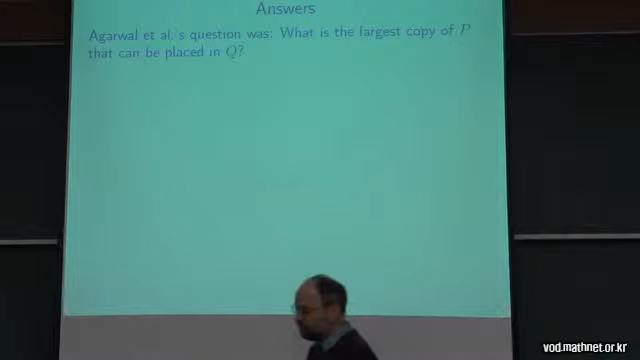 Answers
Agarwal et al.'s question was: What is the largest copy of P
that can be placed in Q?
vod.mathnet.or.kr